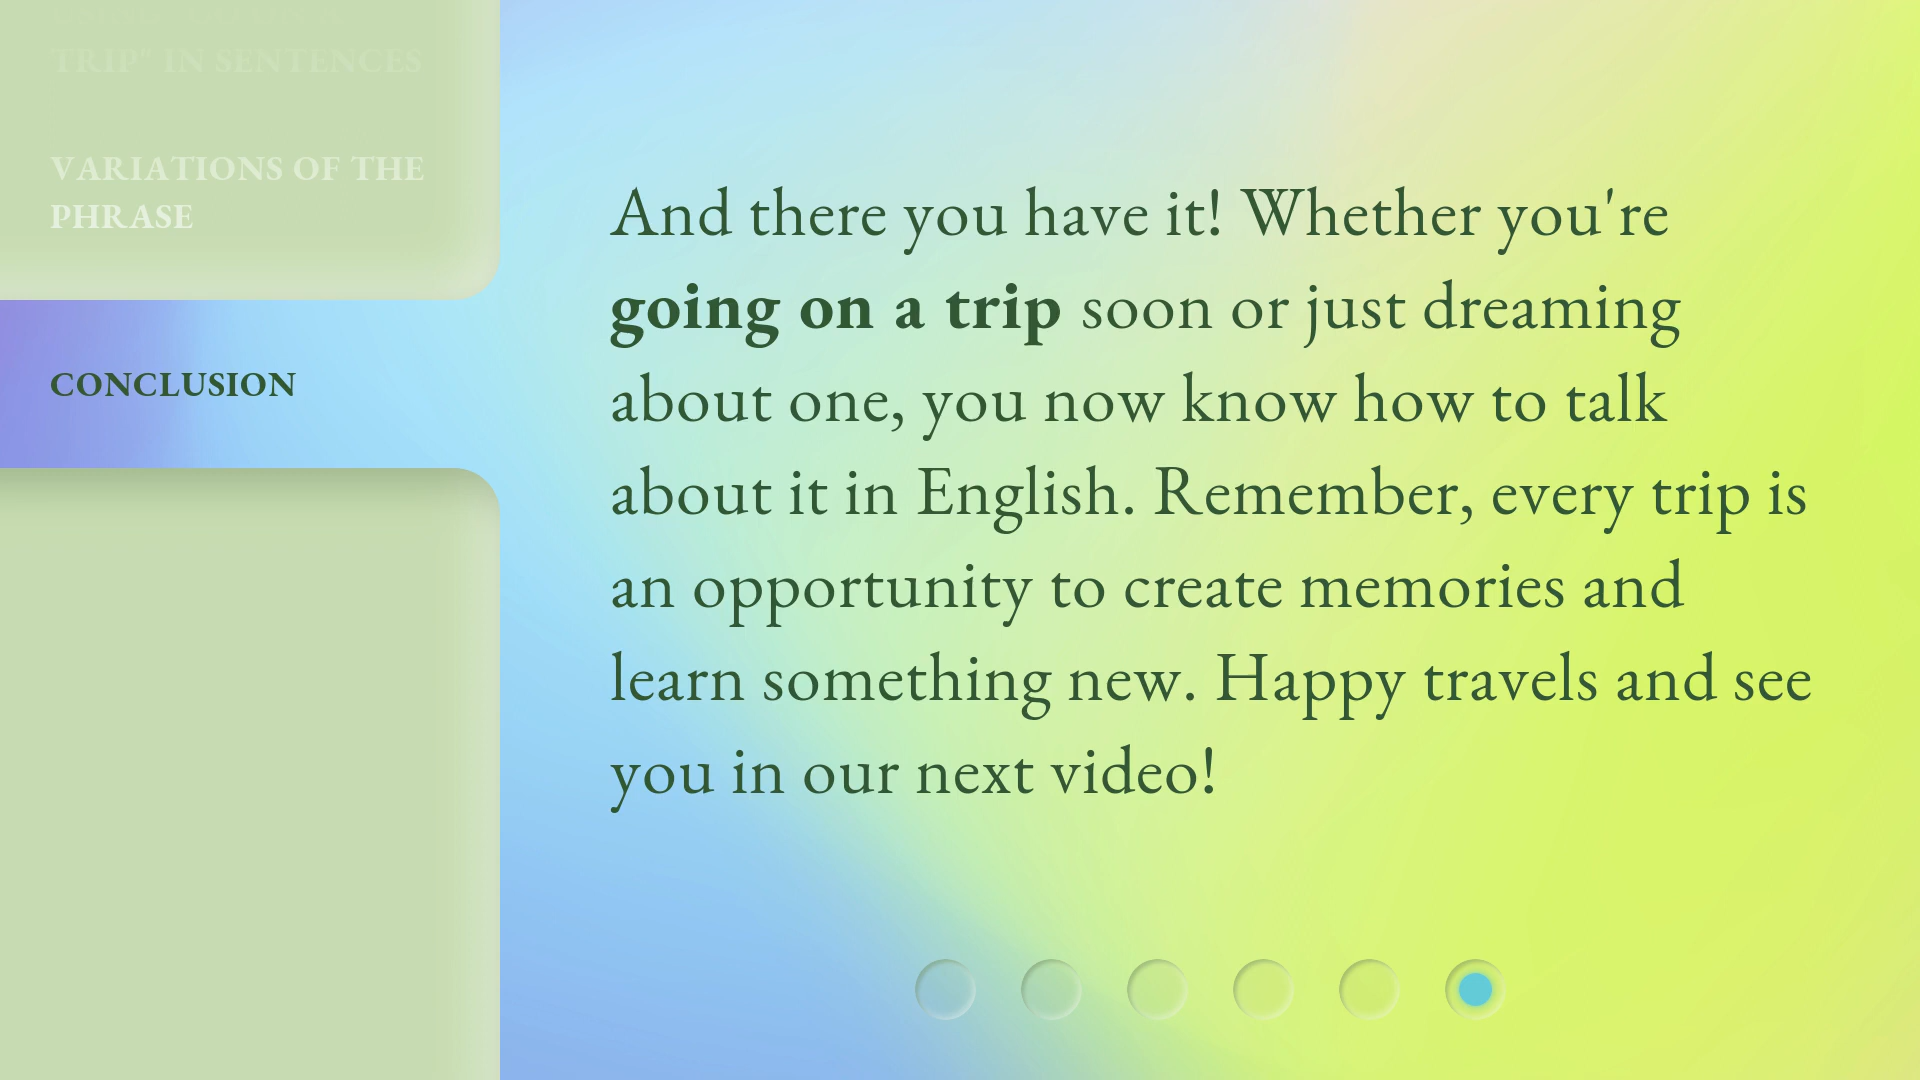 TRIP" IN SENTENCES
VARIATIONS OF THE
PHRASE
CONCLUSION
And there you have it! Whether you're
going on a trip soon or just dreaming
about one, you now know how to talk
about it in English. Remember, every trip is
an opportunity to create memories and
learn something new. Happy travels and see
you in our next video!